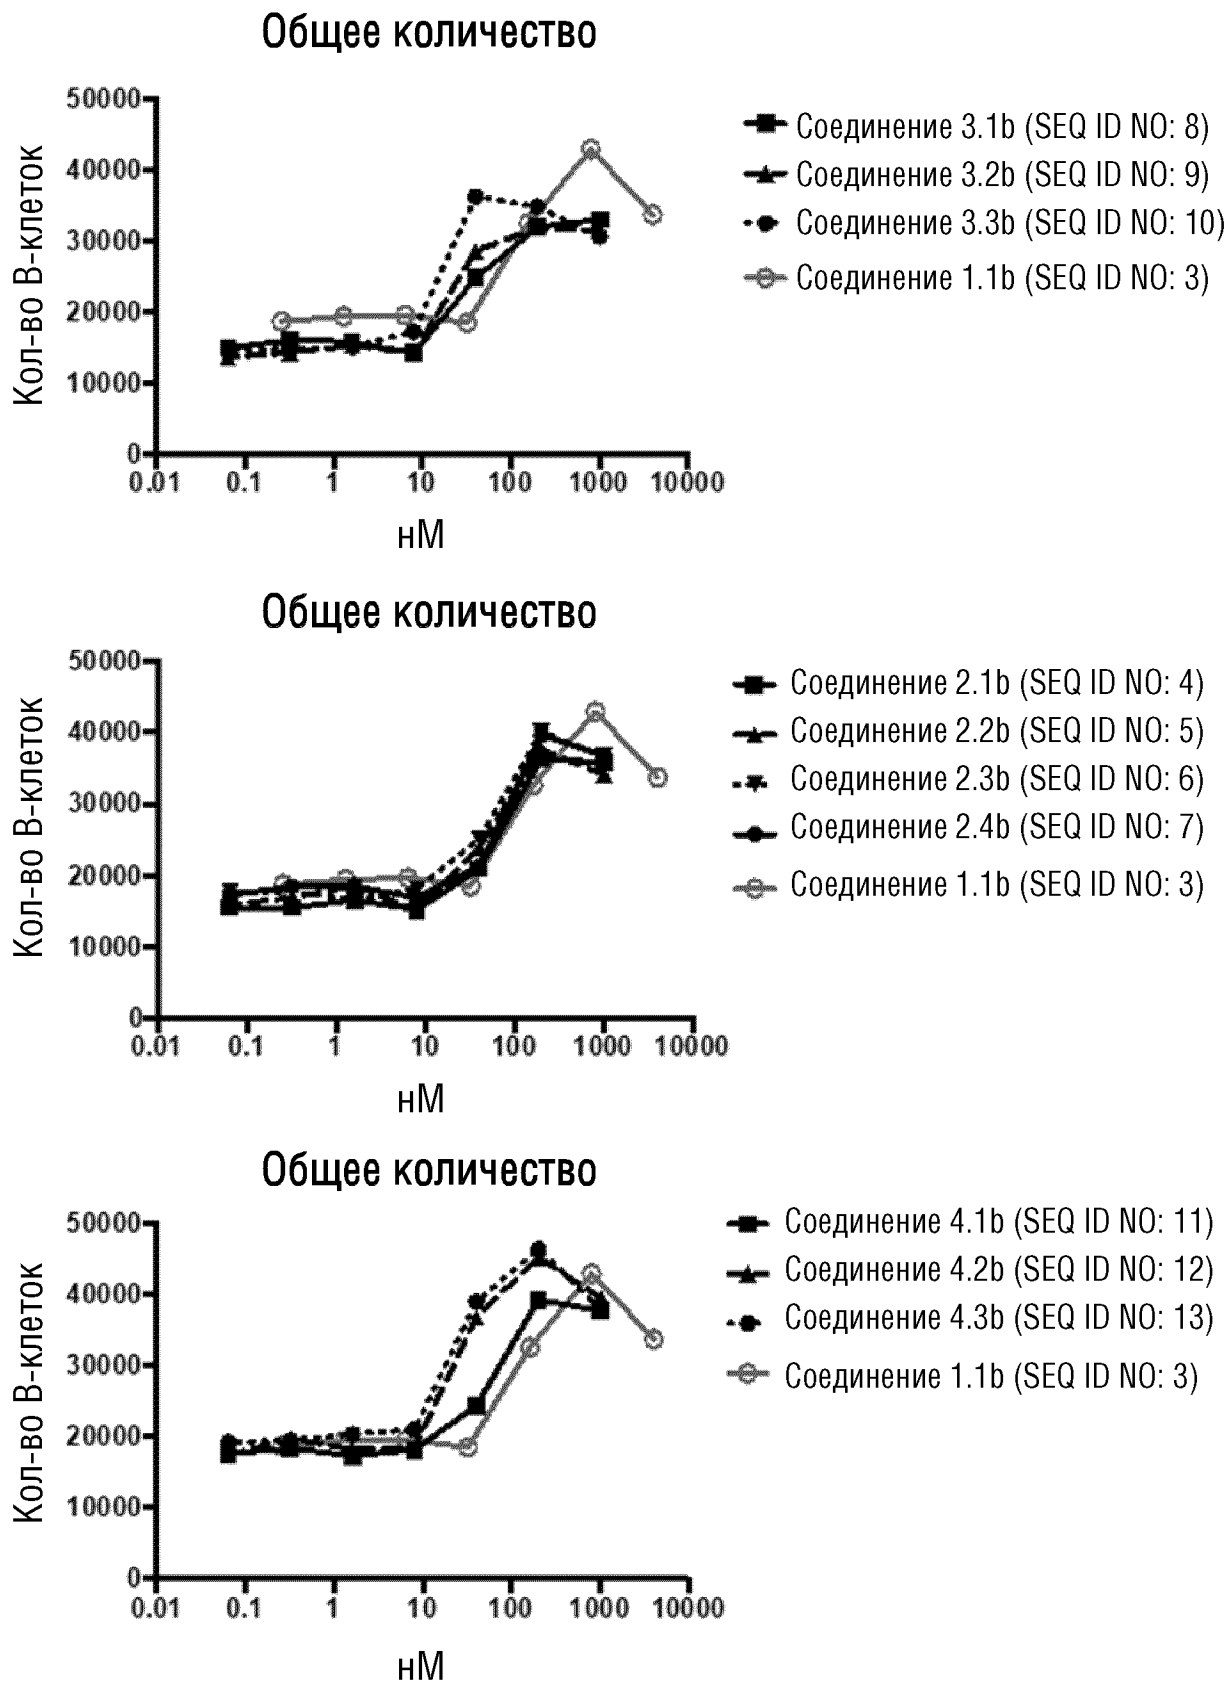 Общее количество
50000
40000
30000
20000
10000
0
Кол-во В-клеток
0.01 0.1 1 10 100 1000 10000
нМ
Соединение 3.1b (SEQ ID NO: 8)
Соединение 3.2b (SEQ ID NO: 9)
Соединение 3.3b (SEQ ID NO: 10)
Соединение 1.1b (SEQ ID NO: 3)
Общее количество
50000
40000
30000
20000
10000
0
Кол-во В-клеток
0.01 0.1 1 10 100 1000 10000
нМ
Соединение 2.1b (SEQ ID NO: 4)
Соединение 2.2b (SEQ ID NO: 5)
Соединение 2.3b (SEQ ID NO: 6)
Соединение 2.4b (SEQ ID NO: 7)
Соединение 1.1b (SEQ ID NO: 3)
Общее количество
50000
40000
30000
20000
10000
0
Кол-во В-клеток
0.01 0.1 1 10 100 1000 10000
нМ
Соединение 4.1b (SEQ ID NO: 11)
Соединение 4.2b (SEQ ID NO: 12)
Соединение 4.3b (SEQ ID NO: 13)
Соединение 1.1b (SEQ ID NO: 3)